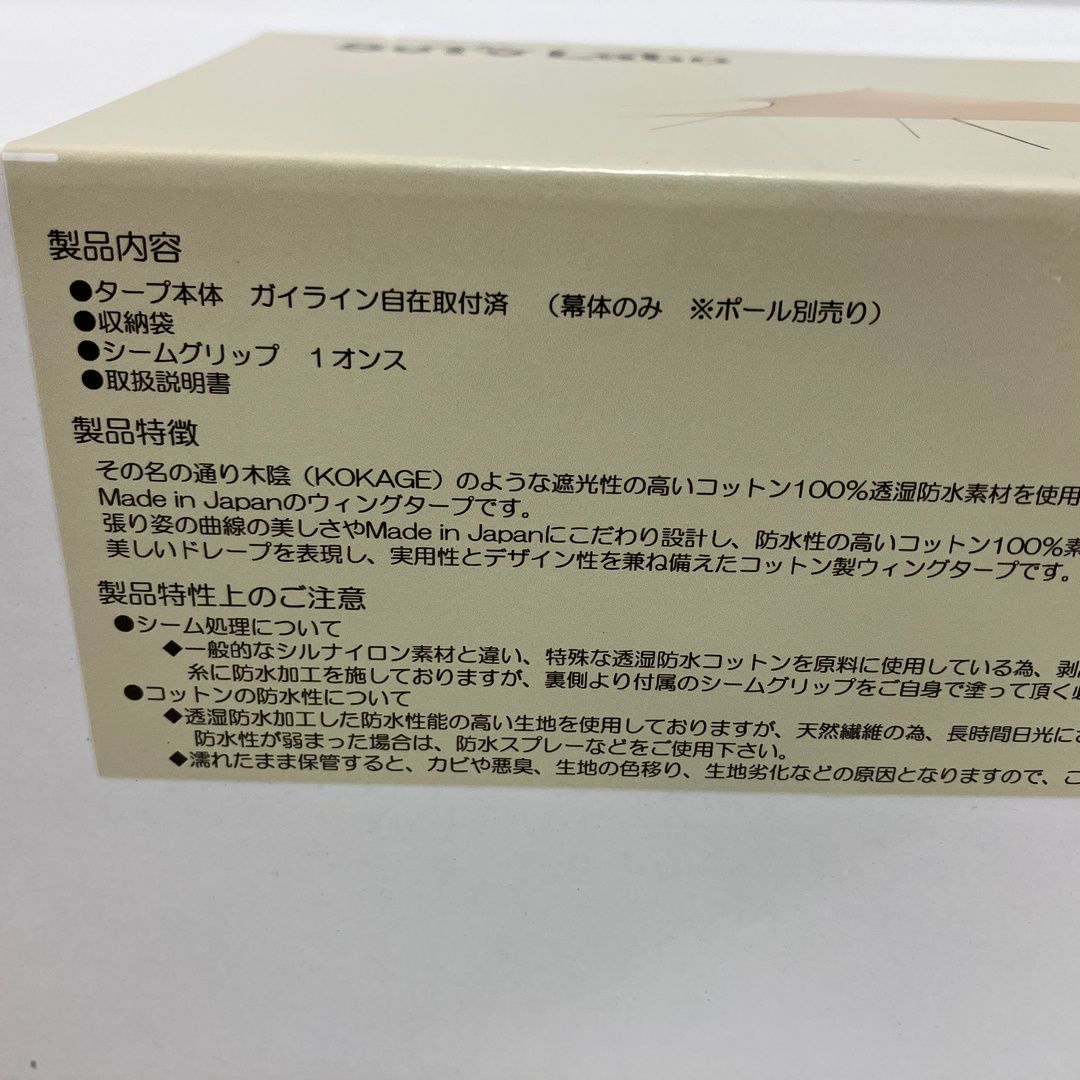 製品内容
●タープ本体 ガイライン自在取付済 (幕体のみ ※ポール別売り)
●収納袋
●シームグリップ 1オンス
●取扱説明書
製品特徴
その名の通り木陰(KOKAGE)のような遮光性の高いコットン100%透湿防水素材を使用
Made in Japanのウィングタープです。
張り姿の曲線の美しさやMade in Japanにこだわり設計し、防水性の高いコットン100%素
美しいドレープを表現し、実用性とデザイン性を兼ね備えたコットン製ウィングタープです。
製品特性上のご注意
●シーム処理について
◆一般的なシルナイロン素材と違い、特殊な透湿防水コットンを原料に使用している為、剥
糸に防水加工を施しておりますが、裏側より付属のシームグリップをご自身で塗って頂く必
●コットンの防水性について
◆透湿防水加工した防水性能の高い生地を使用しておりますが、天然繊維の為、長時間日光にさ
防水性が弱まった場合は、防水スプレーなどをご使用下さい。
◆濡れたまま保管すると、カビや悪臭、生地の色移り、生地劣化などの原因となりますので、こ